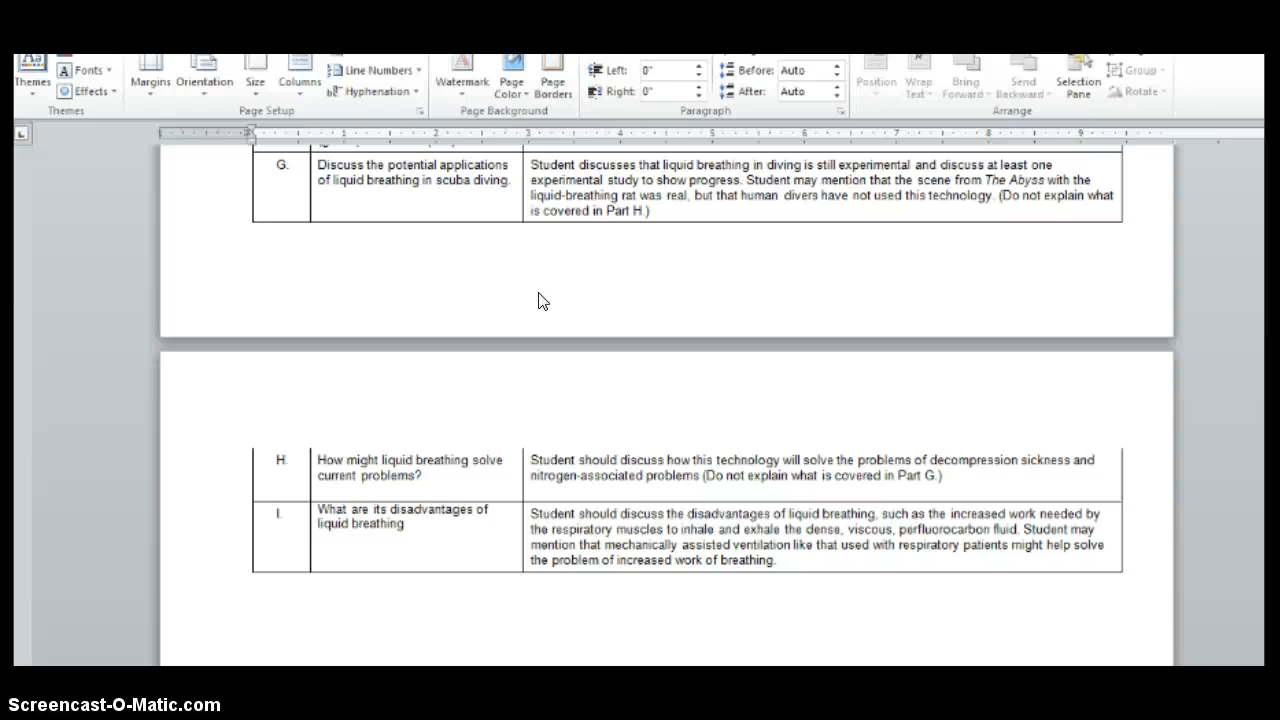 Themes
Fonts
Effects
Themes
Margins
Orientation
Size
Columns
Line Numbers
Hyphenation
Page Setup
Watermark
Page Color
Page Borders
Page Background
Left: 0"
Right: 0"
Before: Auto
After: Auto
Paragraph
Position
Wrap Text
Bring Forward
Send Backward
Selection Pane
Group
Rotate
Arrange
1 2 3 4 5 6 7 8 9
G.
Discuss the potential applications
of liquid breathing in scuba diving.
Student discusses that liquid breathing in diving is still experimental and discuss at least one
experimental study to show progress. Student may mention that the scene from The Abyss with the
liquid-breathing rat was real, but that human divers have not used this technology. (Do not explain what
is covered in Part H.)
H.
How might liquid breathing solve
current problems?
Student should discuss how this technology will solve the problems of decompression sickness and
nitrogen-associated problems (Do not explain what is covered in Part G.)
I.
What are its disadvantages of
liquid breathing
Student should discuss the disadvantages of liquid breathing, such as the increased work needed by
the respiratory muscles to inhale and exhale the dense, viscous, perfluorocarbon fluid. Student may
mention that mechanically assisted ventilation like that used with respiratory patients might help solve
the problem of increased work of breathing.
Screencast-O-Matic.com